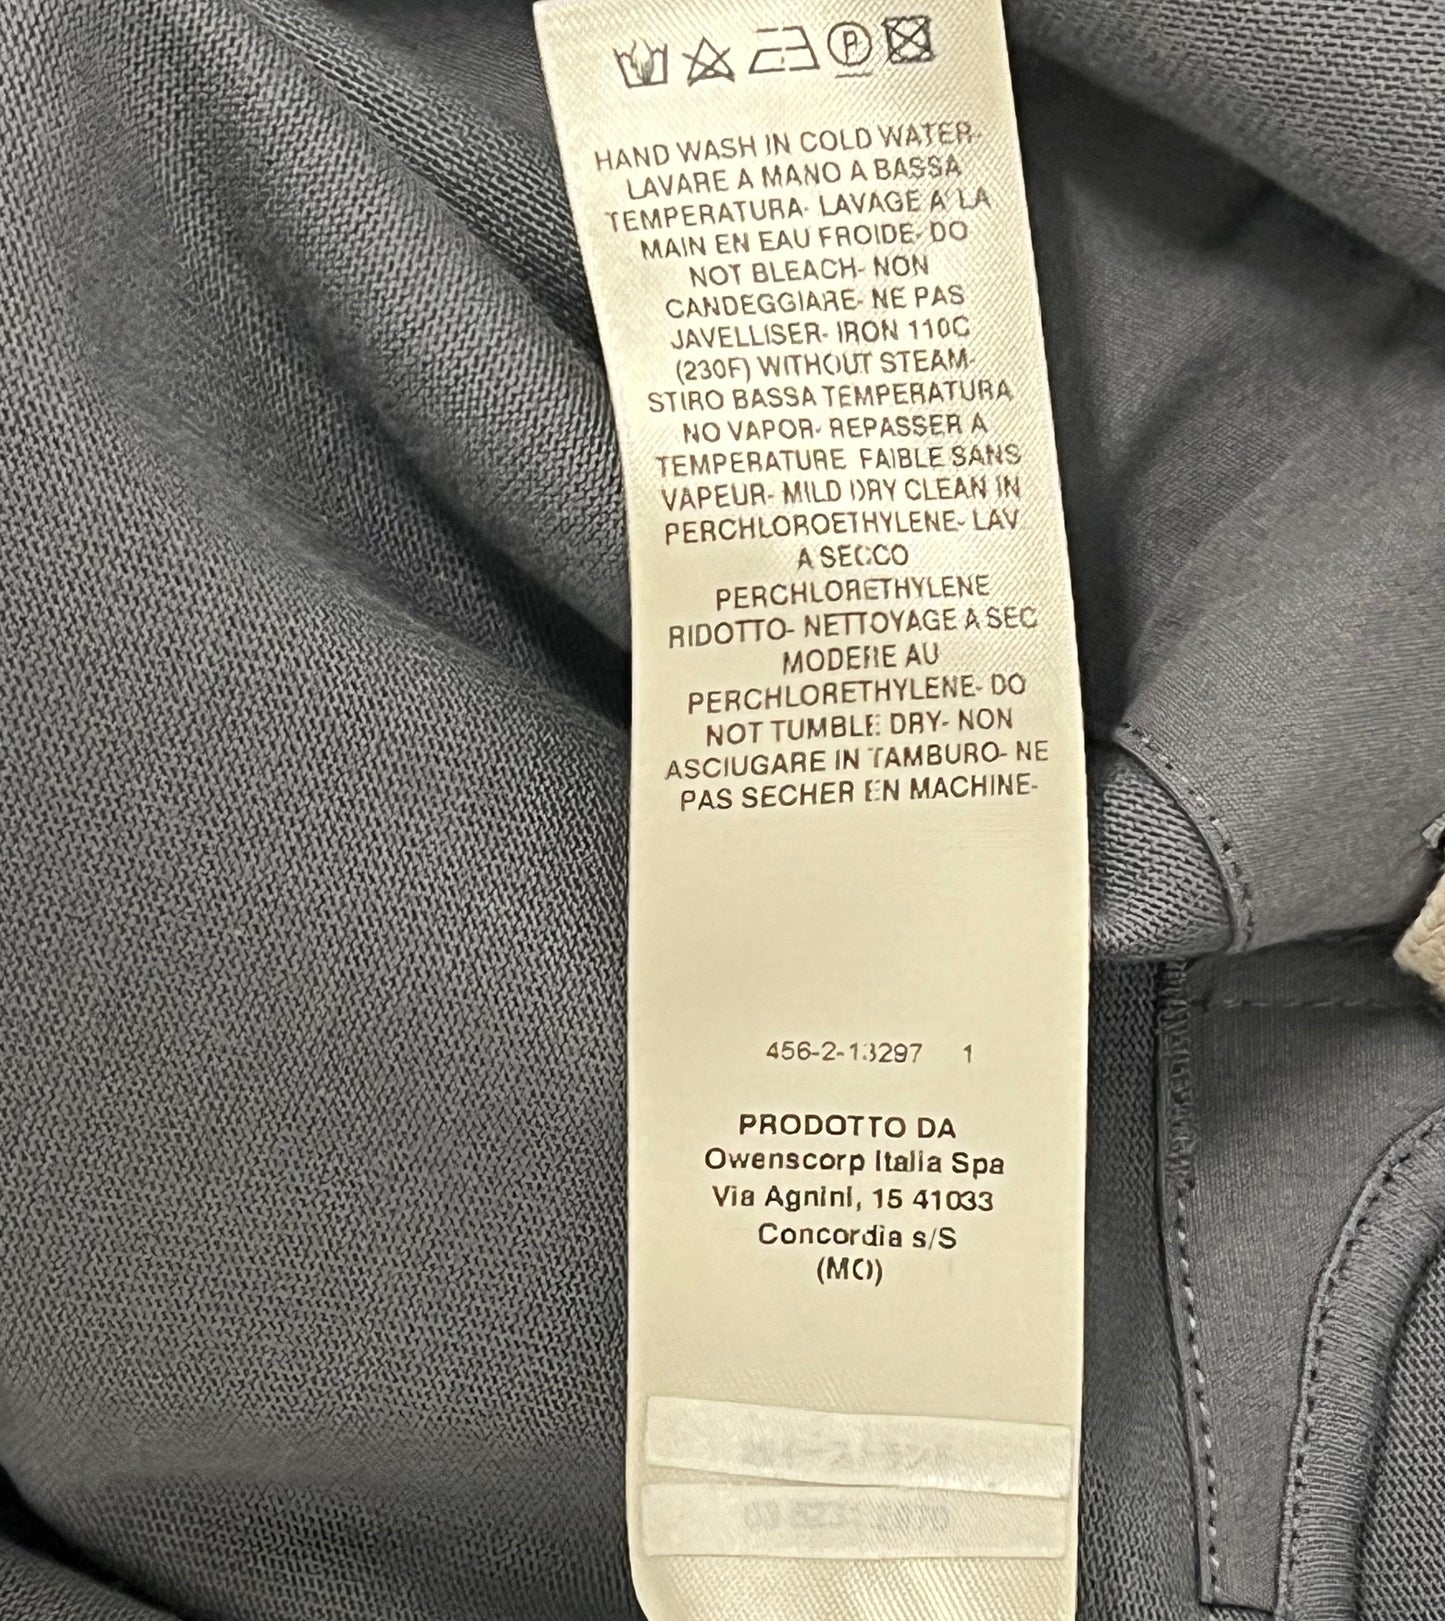 P
HAND WASH IN COLD WATER-
LAVARE A MANO A BASSA
TEMPERATURA- LAVAGE A LA
MAIN EN EAU FROIDE- DO
NOT BLEACH- NON
CANDEGGIARE- NE PAS
JAVELLISER- IRON 110C
(230F) WITHOUT STEAM-
STIRO BASSA TEMPERATURA
NO VAPOR- REPASSER A
TEMPERATURE FAIBLE SANS
VAPEUR- MILD DRY CLEAN IN
PERCHLOROETHYLENE- LAV
A SECCO
PERCHLORETHYLENE
RIDOTTO- NETTOYAGE A SEC
MODERE AU
PERCHLORETHYLENE- DO
NOT TUMBLE DRY- NON
ASCIUGARE IN TAMBURO- NE
PAS SECHER EN MACHINE-
456-2-13297 1
PRODOTTO DA
Owenscorp Italia Spa
Via Agnini, 15 41033
Concordia s/S
(MO)